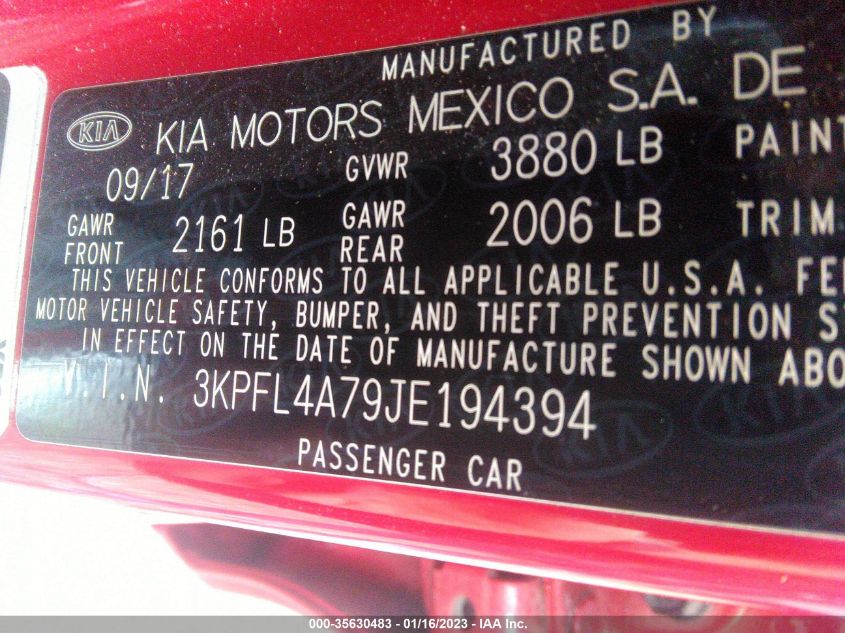 MANUFACTURED BY
KIA KIA MOTORS MEXICO S.A. DE
09/17 GVWR 3880 LB PAINT
GAWR FRONT 2161 LB GAWR REAR 2006 LB TRIM
THIS VEHICLE CONFORMS TO ALL APPLICABLE U.S.A. FE
MOTOR VEHICLE SAFETY, BUMPER, AND THEFT PREVENTION S
IN EFFECT ON THE DATE OF MANUFACTURE SHOWN ABO
V.I.N. 3KPFL4A79JE194394
PASSENGER CAR
000-35630483 - 01/16/2023 - IAA Inc.